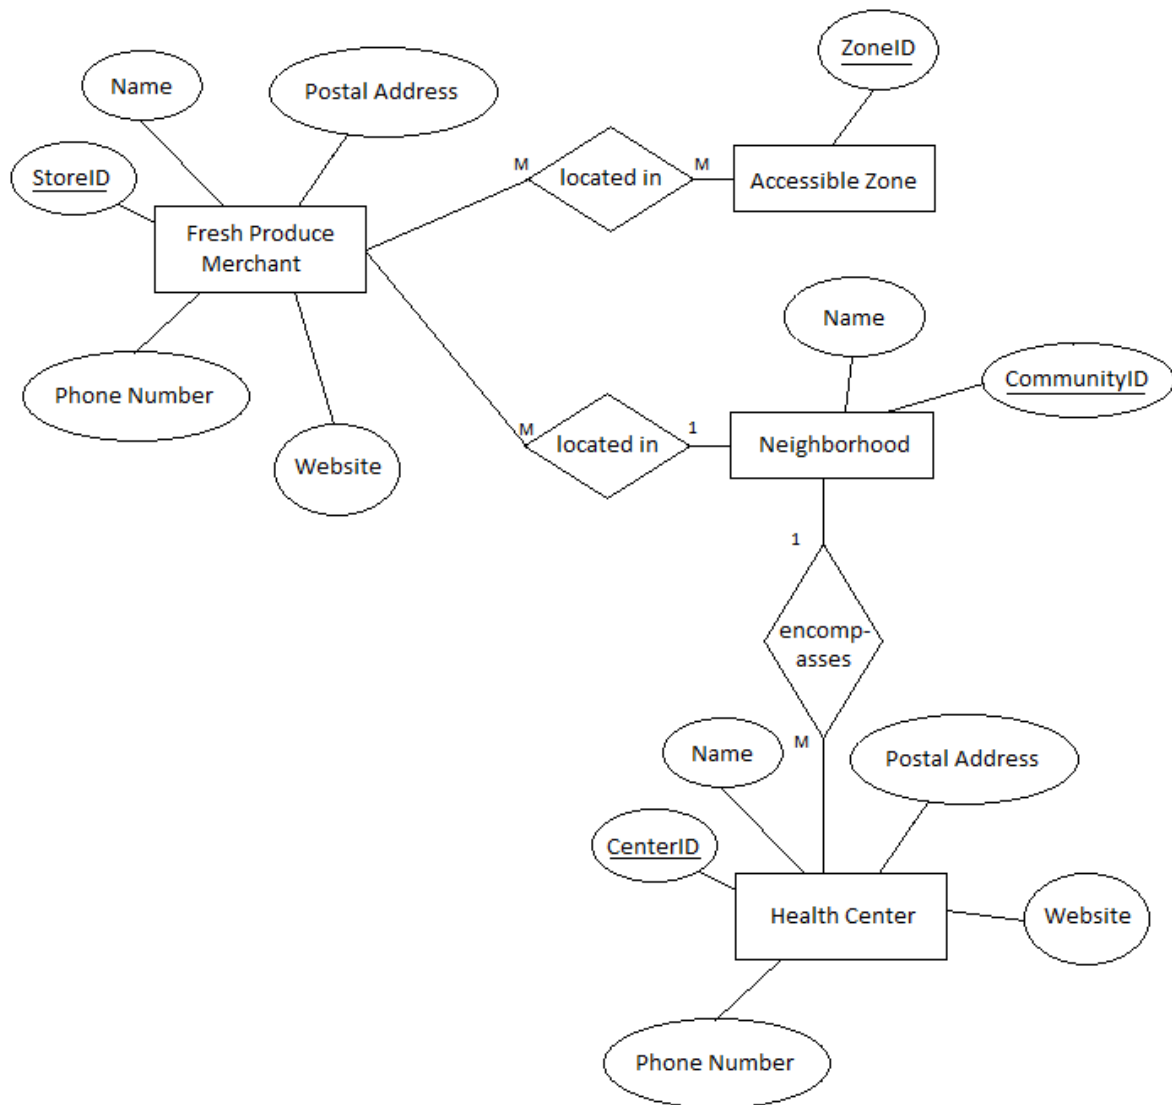 ZoneID
Name
Postal Address
M
located in
M
StoreID
Accessible Zone
Fresh Produce
Merchant
Name
CommunityID
Phone Number
M
located in
1
Neighborhood
Website
1
encomp-
asses
M
Name
Postal Address
CenterID
Health Center
Website
Phone Number